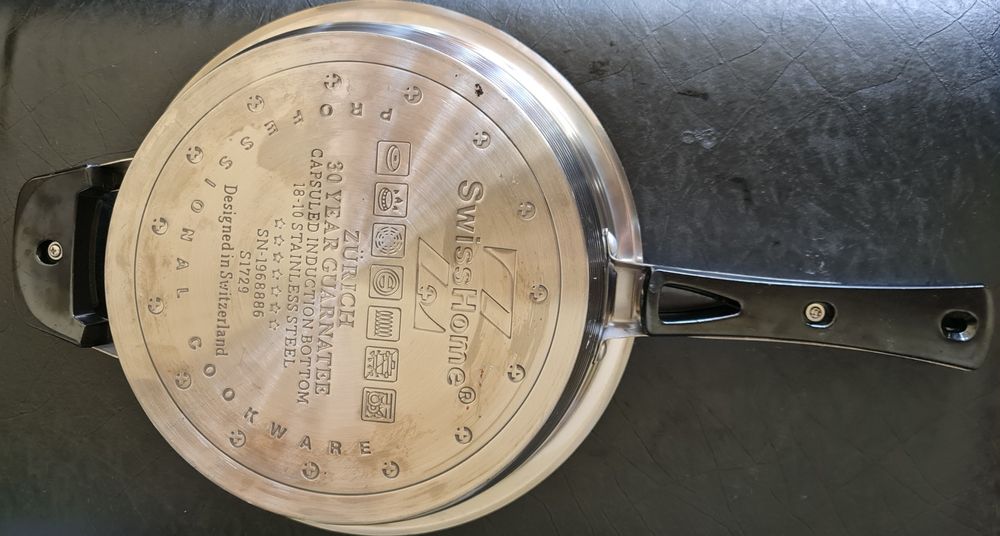 SwissHome®
ZÜRICH
30 YEAR GUARNATEE
CAPSULED INDUCTION BOTTOM
18-10 STAINLESS STEEL
SN-1968886
S1729
Designed in Switzerland
PROFESSIONAL COOKWARE